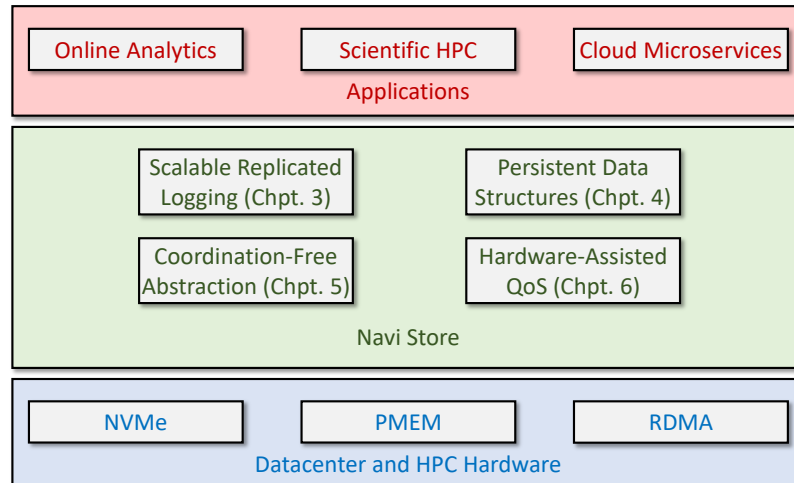 Online Analytics
Scientific HPC
Cloud Microservices
Applications
Scalable Replicated
Logging (Chpt. 3)
Persistent Data
Structures (Chpt. 4)
Coordination-Free
Abstraction (Chpt. 5)
Hardware-Assisted
QoS (Chpt. 6)
Navi Store
NVMe
PMEM
RDMA
Datacenter and HPC Hardware